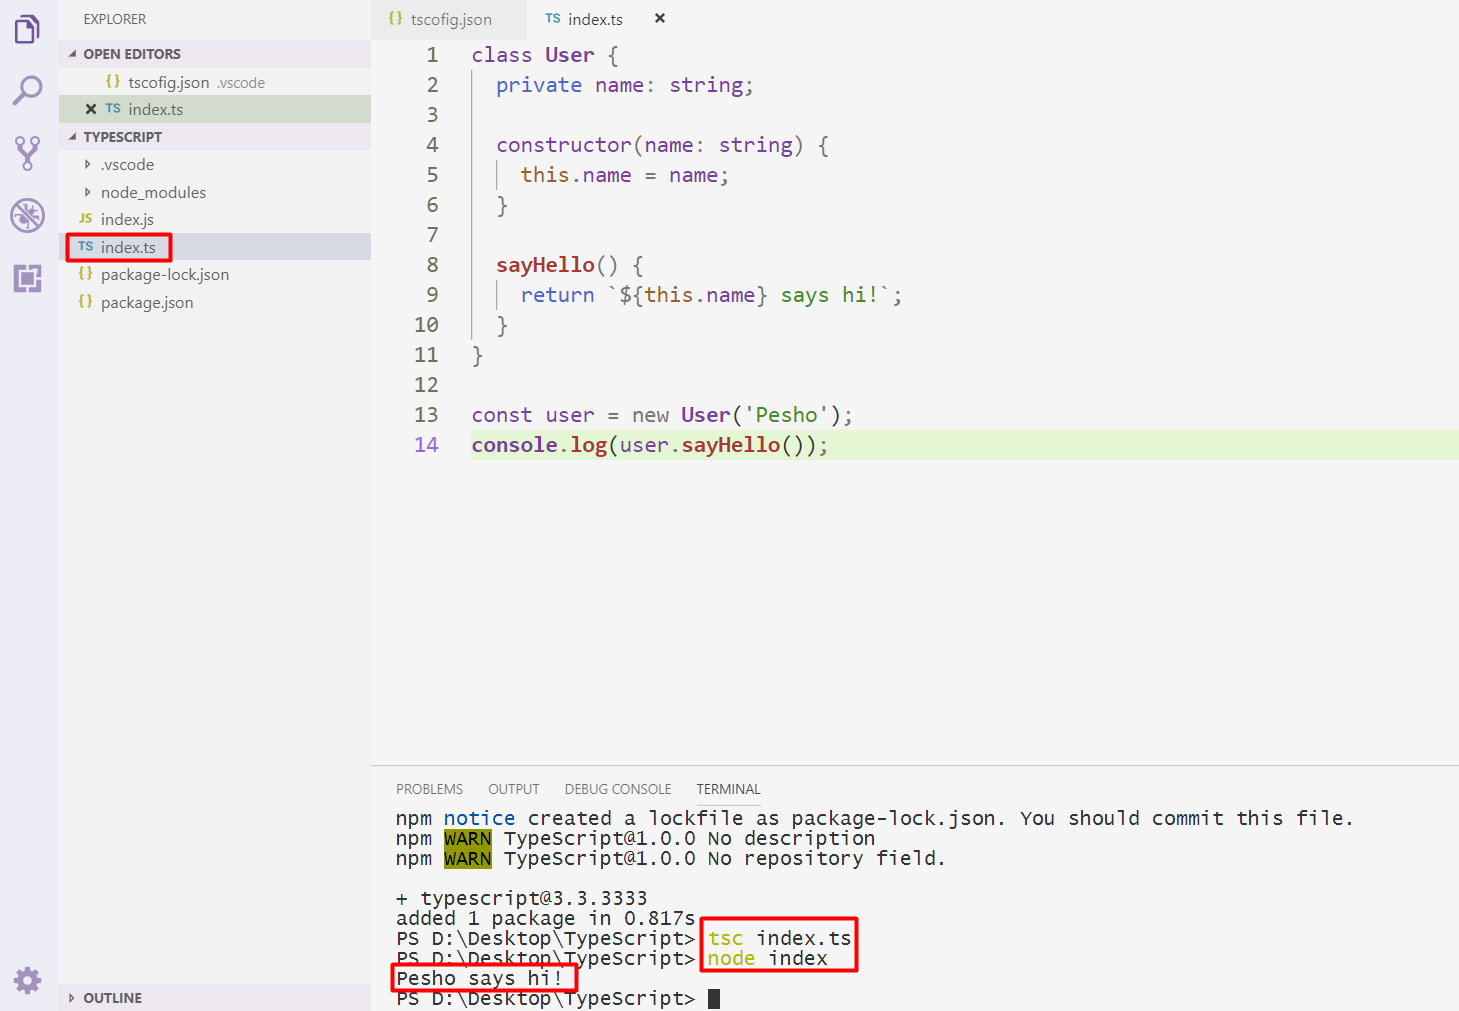 EXPLORER
OPEN EDITORS
{} tscofig.json .vscode
× TS index.ts
TYPESCRIPT
.vscode
node_modules
JS index.js
TS index.ts
{} package-lock.json
{} package.json
OUTLINE
{} tscofig.json TS index.ts ×
1 class User {
2 private name: string;
3
4 constructor(name: string) {
5 this.name = name;
6 }
7
8 sayHello() {
9 return `${this.name} says hi!`;
10 }
11 }
12
13 const user = new User('Pesho');
14 console.log(user.sayHello());
PROBLEMS OUTPUT DEBUG CONSOLE TERMINAL
npm notice created a lockfile as package-lock.json. You should commit this file.
npm WARN TypeScript@1.0.0 No description
npm WARN TypeScript@1.0.0 No repository field.
+ typescript@3.3.3333
added 1 package in 0.817s
PS D:\Desktop\TypeScript> tsc index.ts
PS D:\Desktop\TypeScript> node index
Pesho says hi!
PS D:\Desktop\TypeScript>